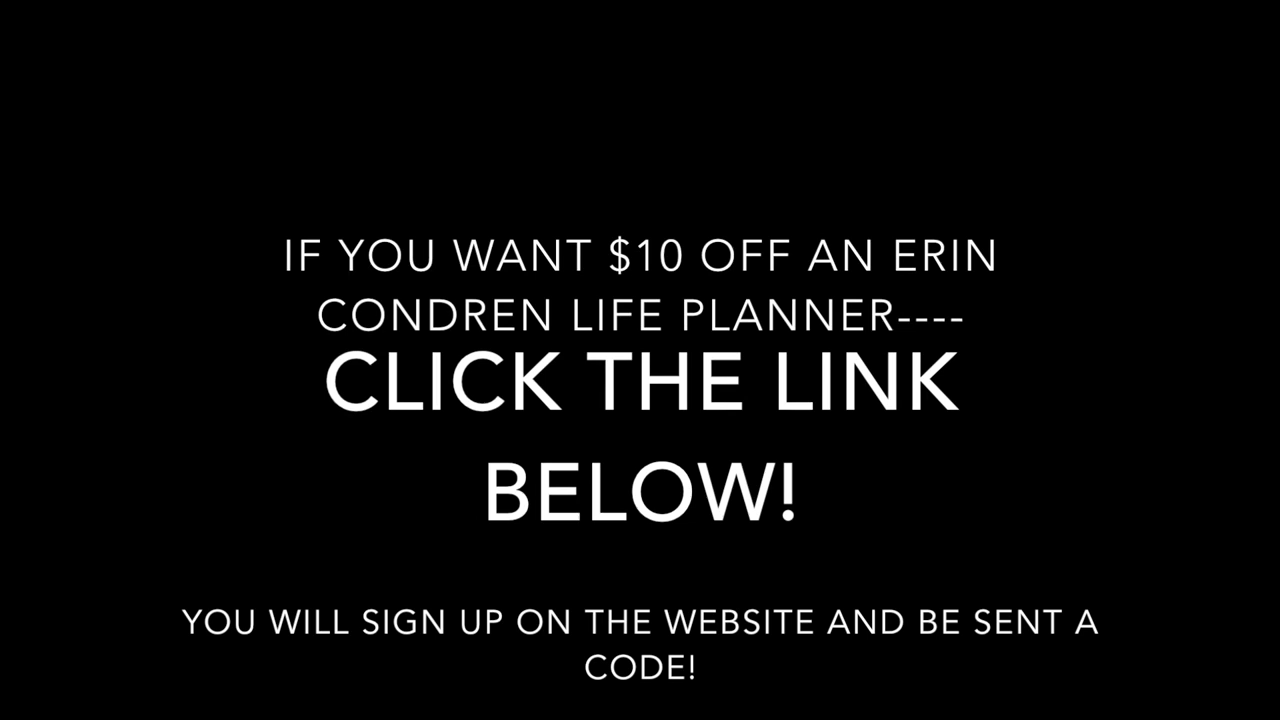 IF YOU WANT $10 OFF AN ERIN
CONDREN LIFE PLANNER----
CLICK THE LINK
BELOW!
YOU WILL SIGN UP ON THE WEBSITE AND BE SENT A
CODE!